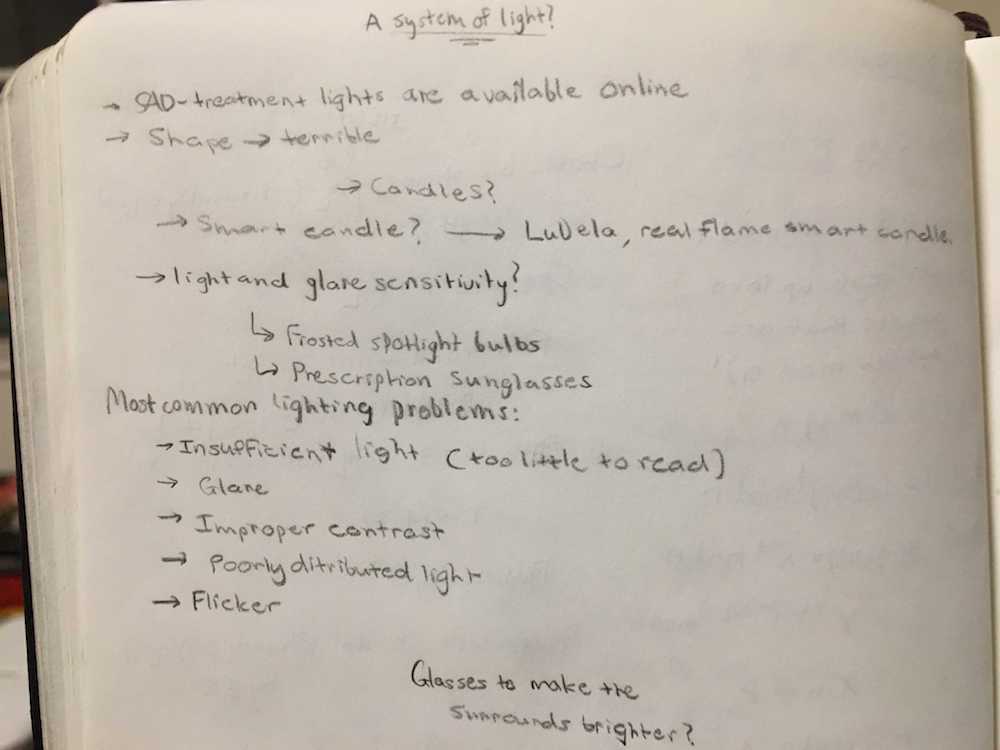 A system of light?
→ SAD-treatment lights are available online
→ Shape → terrible
→ Candles?
→ Smart candle? → LuDela, real flame smart candle.
→ light and glare sensitivity?
↳ Frosted spotlight bulbs
↳ Prescription sunglasses
Most common lighting problems:
→ Insufficient light (too little to read)
→ Glare
→ Improper contrast
→ Poorly ditributed light
→ Flicker
Glasses to make the
surrounds brighter?